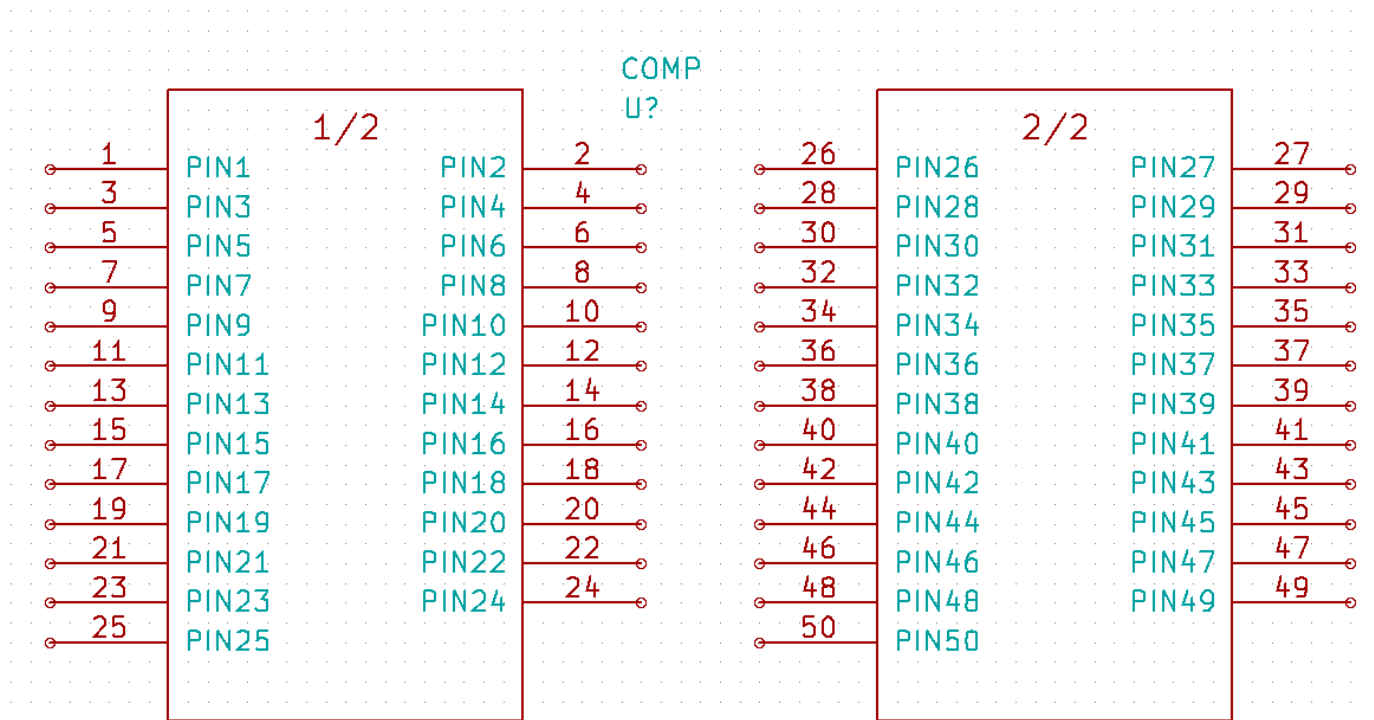 COMP
U?
1/2
1 PIN1 PIN2 2
3 PIN3 PIN4 4
5 PIN5 PIN6 6
7 PIN7 PIN8 8
9 PIN9 PIN10 10
11 PIN11 PIN12 12
13 PIN13 PIN14 14
15 PIN15 PIN16 16
17 PIN17 PIN18 18
19 PIN19 PIN20 20
21 PIN21 PIN22 22
23 PIN23 PIN24 24
25 PIN25
2/2
26 PIN26 PIN27 27
28 PIN28 PIN29 29
30 PIN30 PIN31 31
32 PIN32 PIN33 33
34 PIN34 PIN35 35
36 PIN36 PIN37 37
38 PIN38 PIN39 39
40 PIN40 PIN41 41
42 PIN42 PIN43 43
44 PIN44 PIN45 45
46 PIN46 PIN47 47
48 PIN48 PIN49 49
50 PIN50